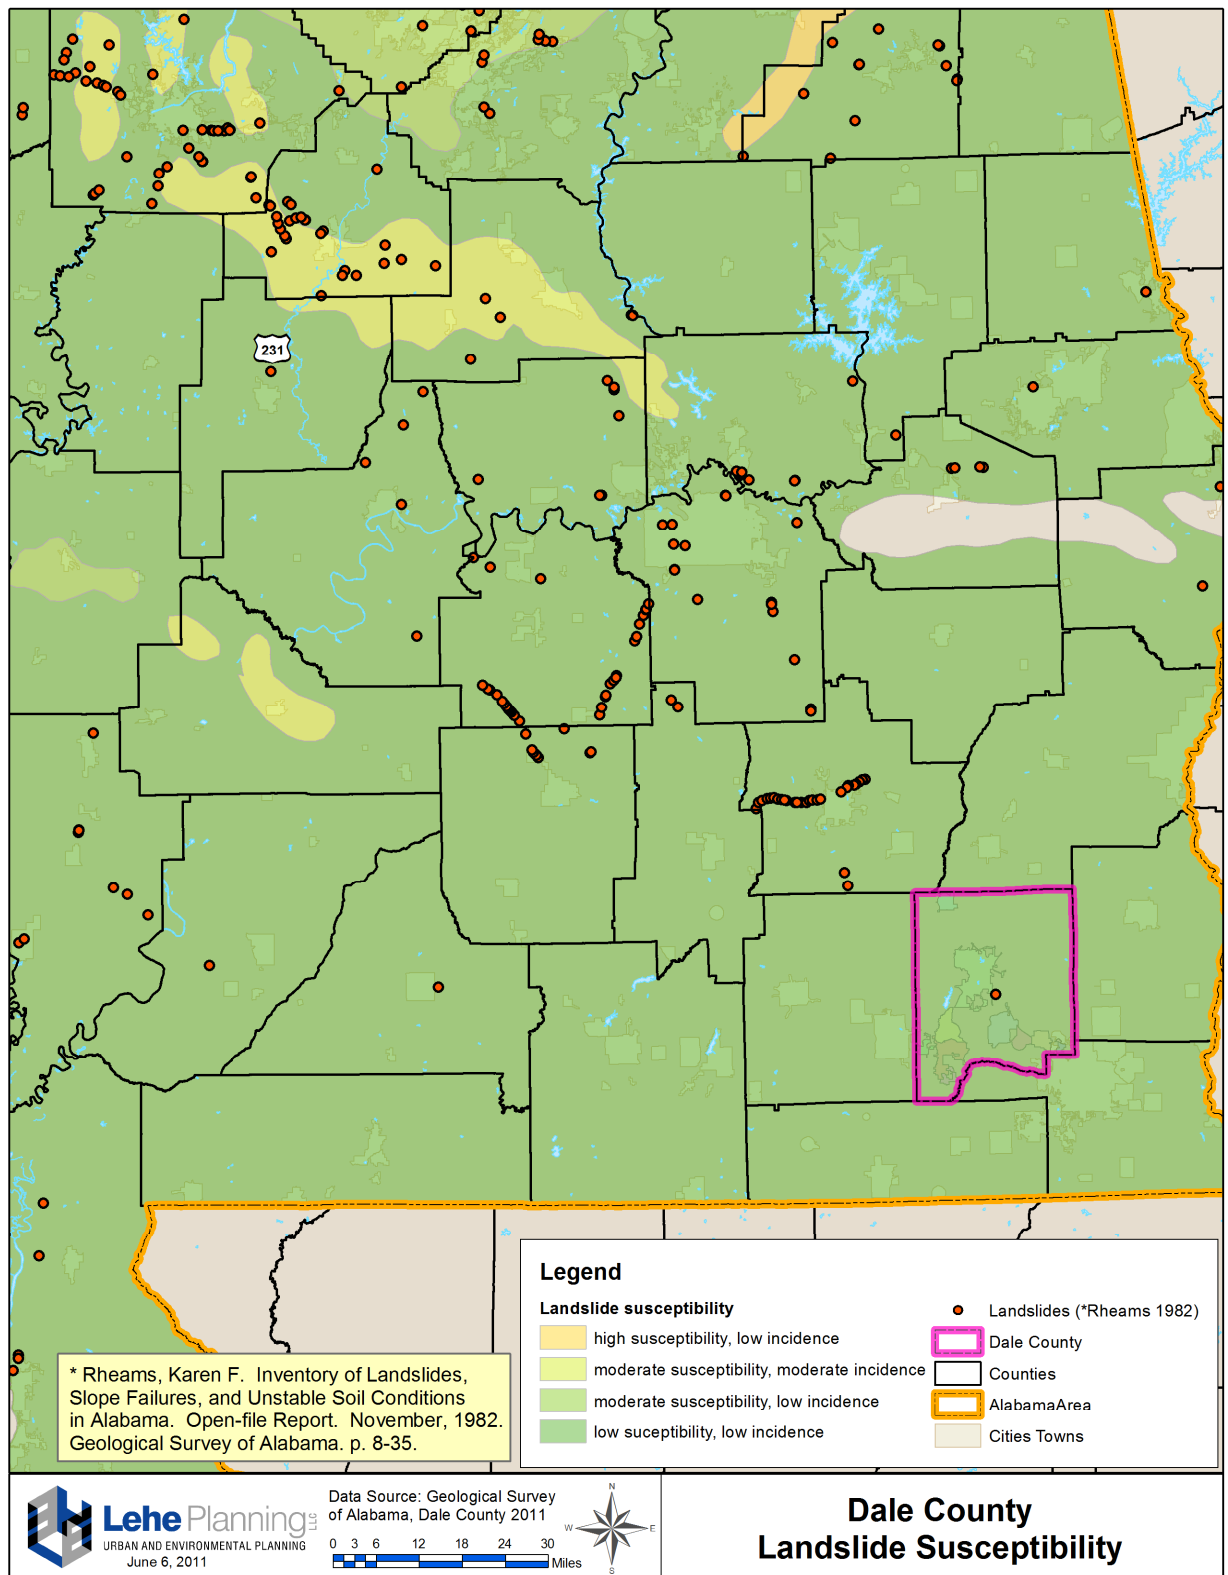 231
Legend
Landslide susceptibility
high susceptibility, low incidence
moderate susceptibility, moderate incidence
moderate susceptibility, low incidence
low suceptibility, low incidence
Landslides (*Rheams 1982)
Dale County
Counties
AlabamaArea
Cities Towns
* Rheams, Karen F. Inventory of Landslides,
Slope Failures, and Unstable Soil Conditions
in Alabama. Open-file Report. November, 1982.
Geological Survey of Alabama. p. 8-35.
Lehe Planning LLC
URBAN AND ENVIRONMENTAL PLANNING
June 6, 2011
Data Source: Geological Survey
of Alabama, Dale County 2011
0 3 6 12 18 24 30
Miles
N
W E
S
Dale County
Landslide Susceptibility